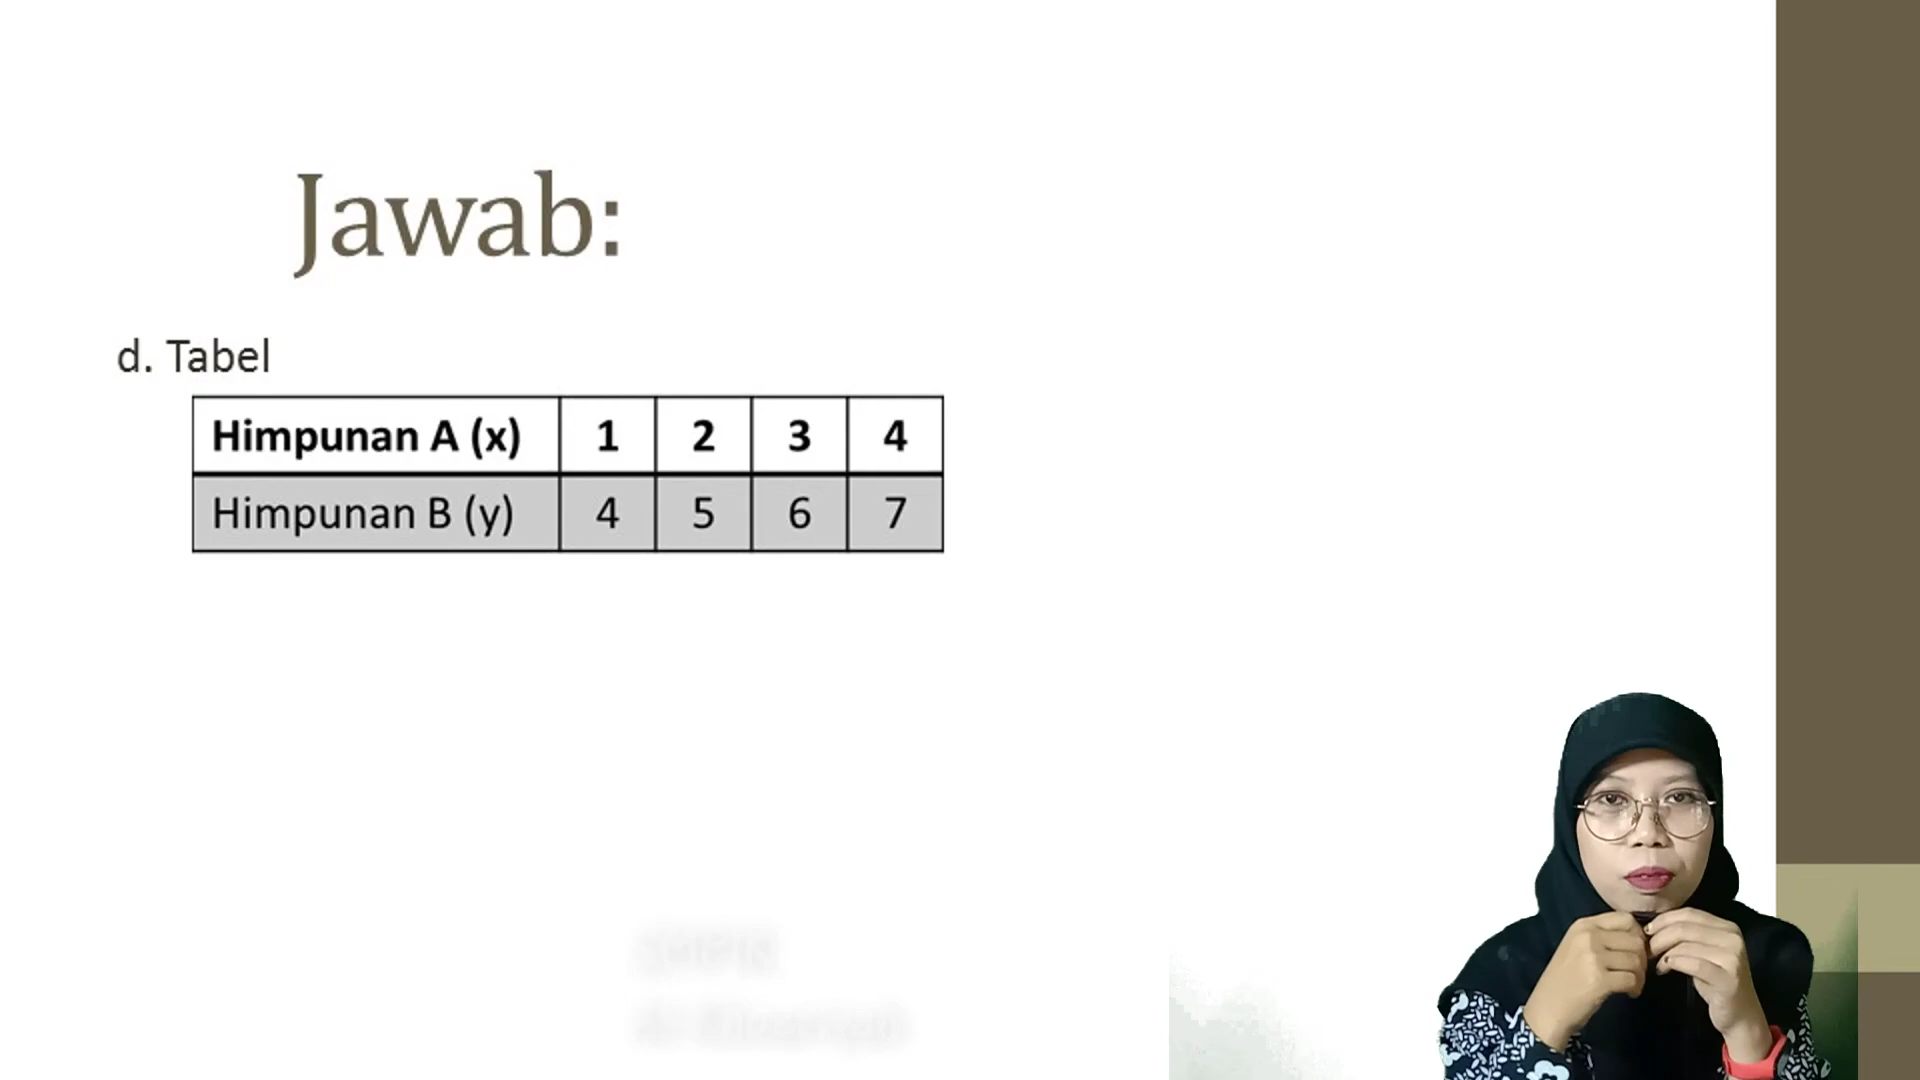 Jawab:
d. Tabel
Himpunan A (x) 1 2 3 4
Himpunan B (y) 4 5 6 7